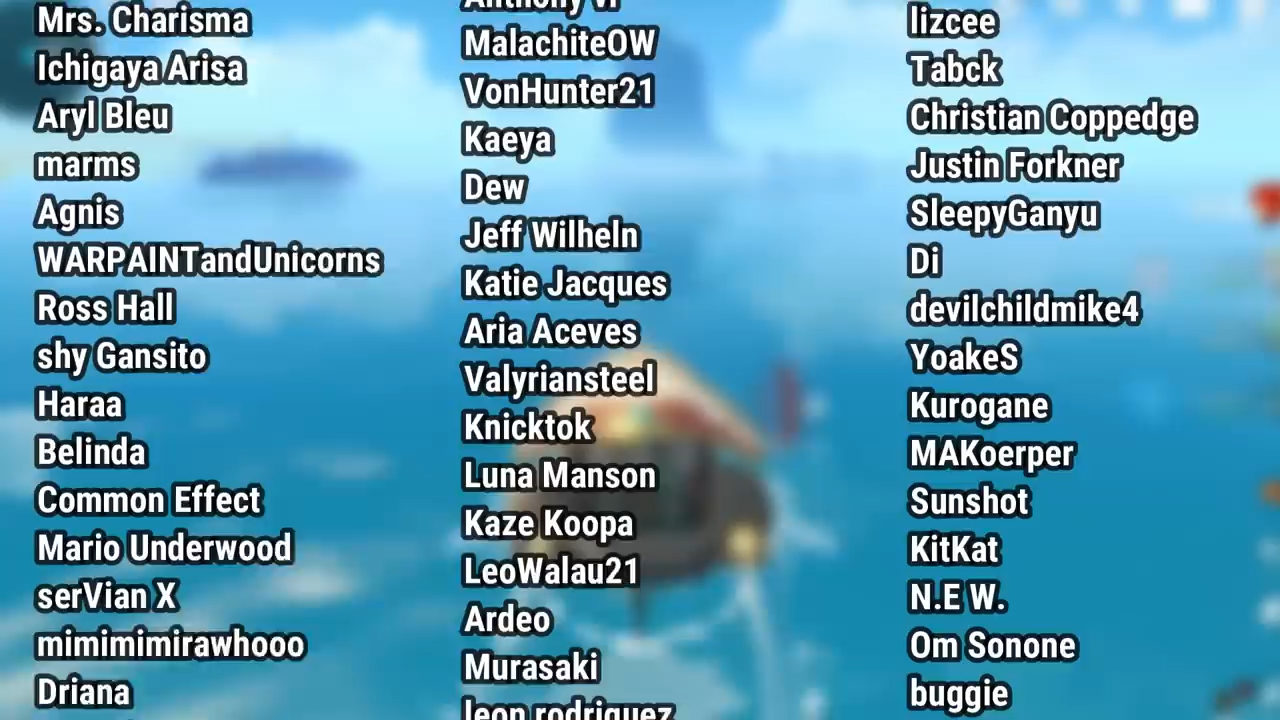 Mrs. Charisma
Ichigaya Arisa
Aryl Bleu
marms
Agnis
WARPAINTandUnicorns
Ross Hall
shy Gansito
Haraa
Belinda
Common Effect
Mario Underwood
serVian X
mimimimirawhooo
Driana
MalachiteOW
VonHunter21
Kaeya
Dew
Jeff Wilheln
Katie Jacques
Aria Aceves
Valyriansteel
Knicktok
Luna Manson
Kaze Koopa
LeoWalau21
Ardeo
Murasaki
leon rodriguez
lizcee
Tabck
Christian Coppedge
Justin Forkner
SleepyGanyu
Di
devilchildmike4
YoakeS
Kurogane
MAKoerper
Sunshot
KitKat
N.E W.
Om Sonone
buggie